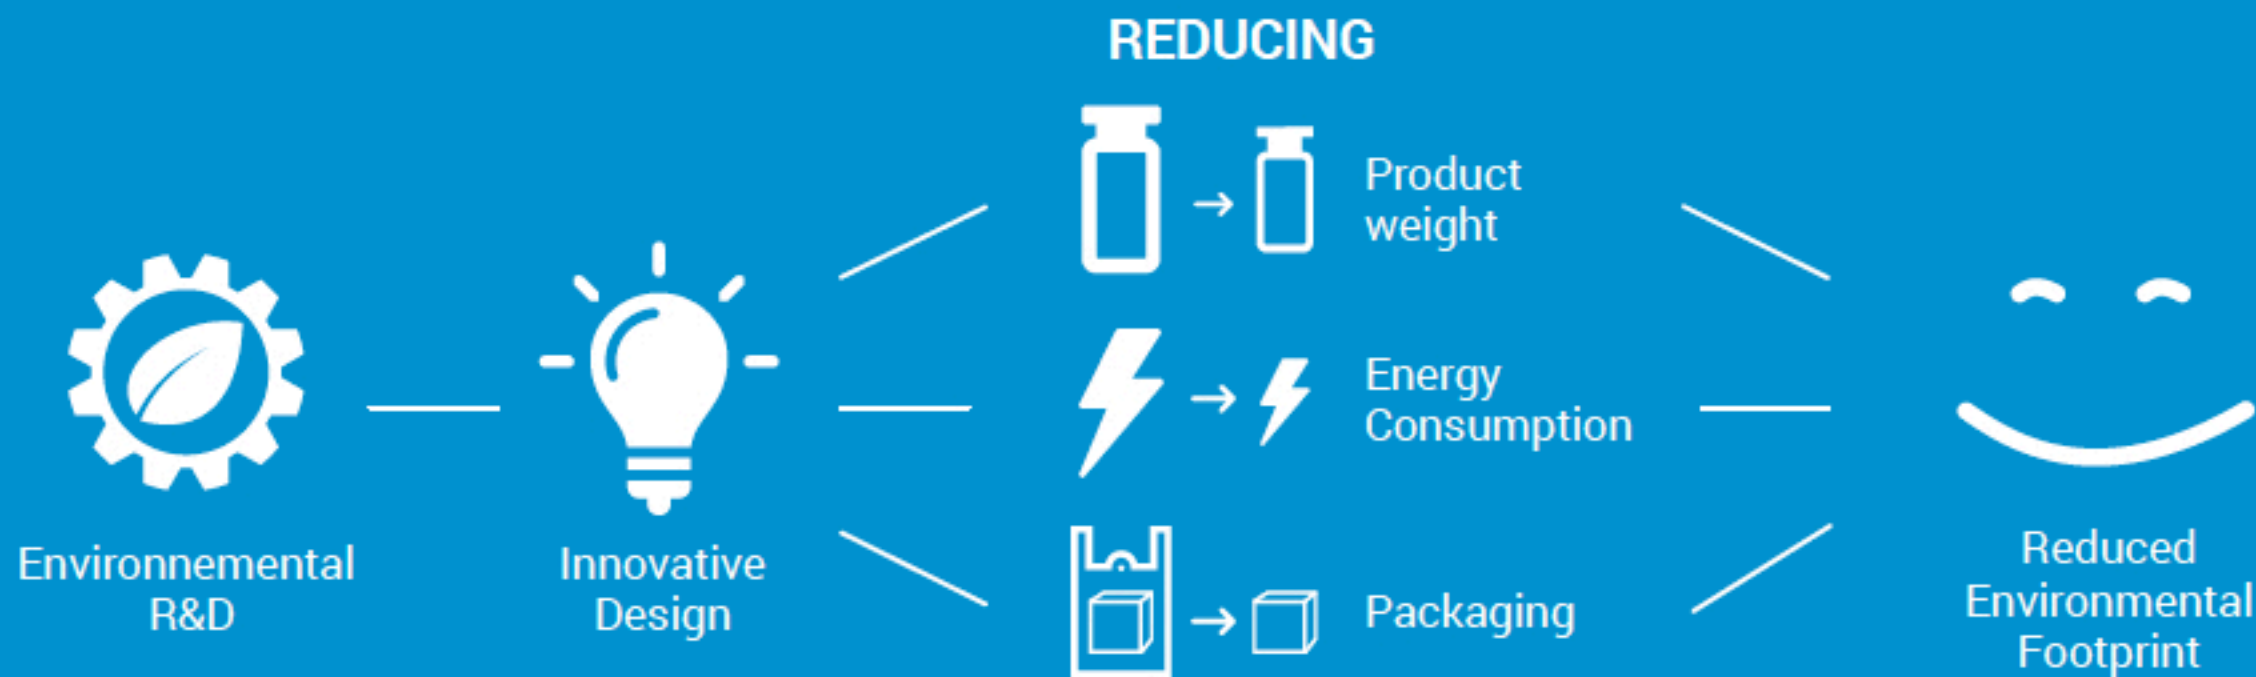 REDUCING
Product
weight
Energy
Consumption
Packaging
Environnemental
R&D
Innovative
Design
Reduced
Environmental
Footprint